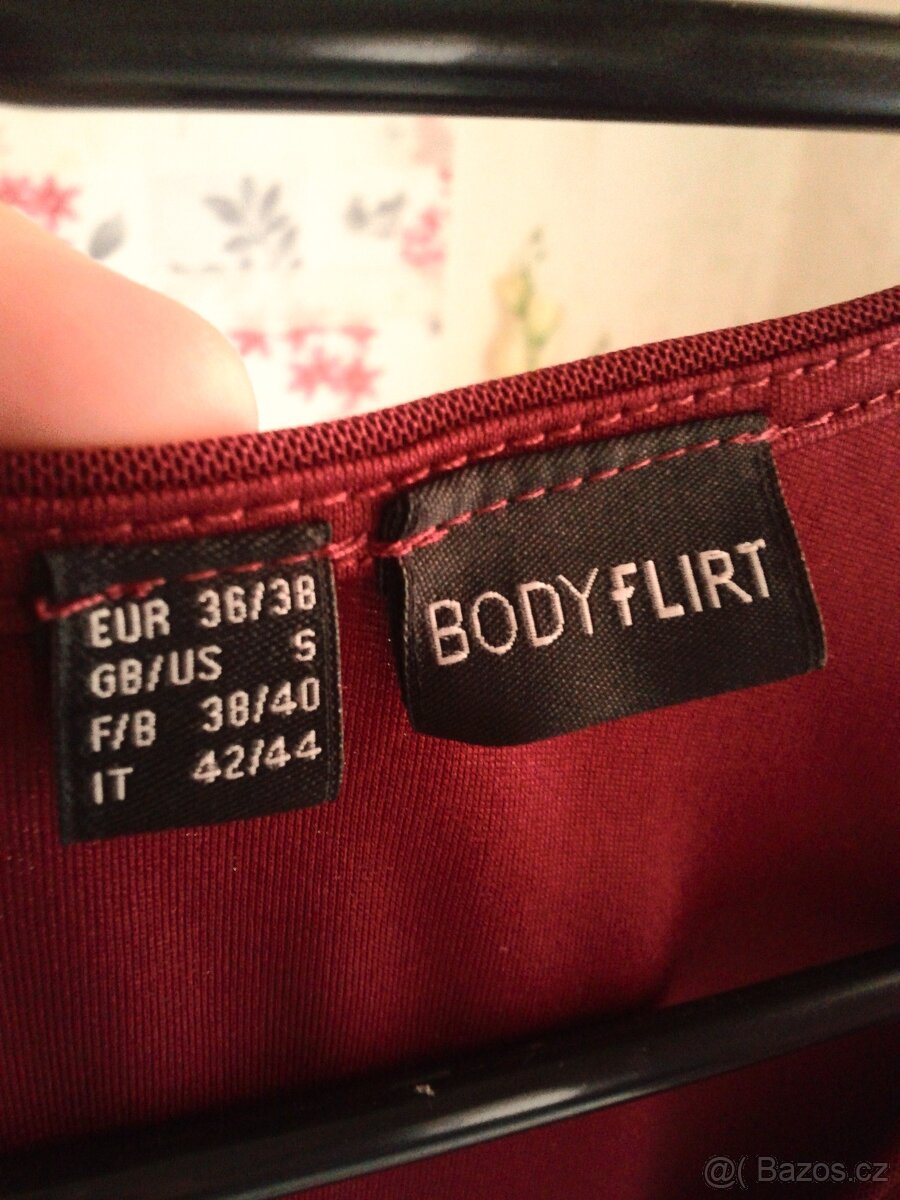 EUR 36/38
GB/US S
F/B 38/40
IT 42/44
BODYFLIRT
@( Bazos.cz